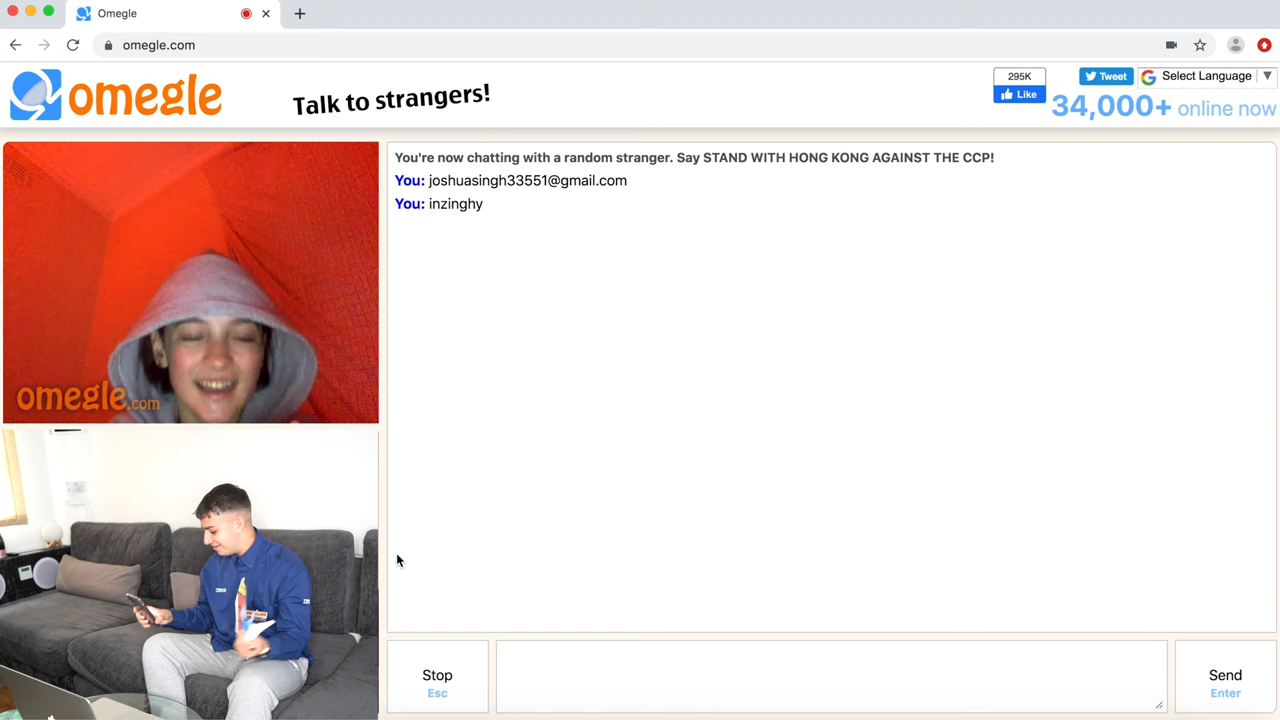 Omegle
omegle.com
omegle
Talk to strangers!
295K
Like
Tweet
Select Language
34,000+ online now
You're now chatting with a random stranger. Say STAND WITH HONG KONG AGAINST THE CCP!
You: joshuasingh33551@gmail.com
You: inzinghy
omegle.com
Stop
Esc
Send
Enter